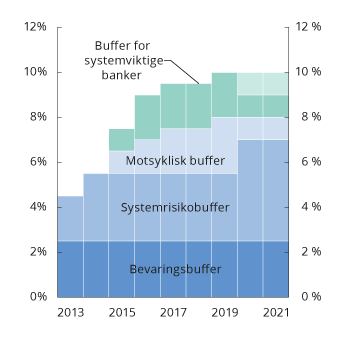 12%
12 %
Buffer for
systemviktige
banker
10%
10 %
8%
8 %
Motsyklisk buffer
6%
6 %
Systemrisikobuffer
4%
4 %
2%
2 %
Bevaringsbuffer
0%
0 %
2013 2015 2017 2019 2021